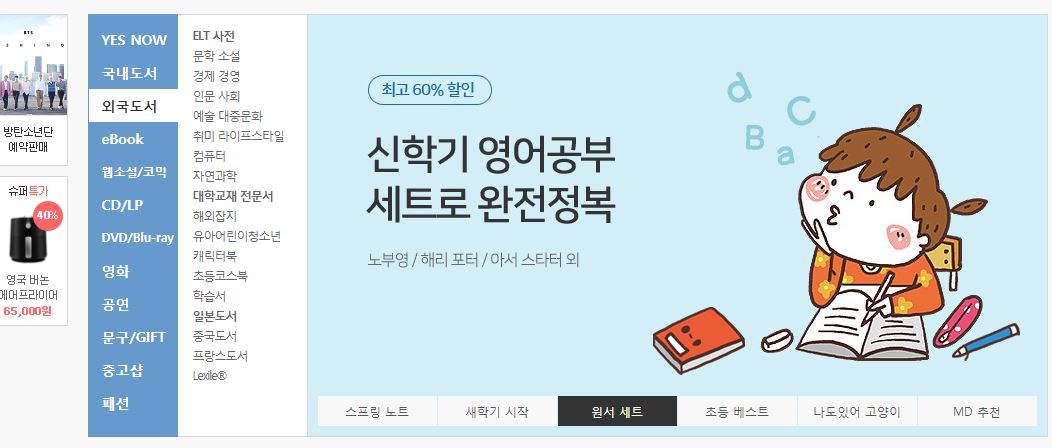 BTS
방탄소년단
예약판매
슈퍼특가
40%
영국 버논
에어프라이어
65,000원
YES NOW
국내도서
외국도서
eBook
웹소설/코믹
CD/LP
DVD/Blu-ray
영화
공연
문구/GIFT
중고샵
패션
ELT 사전
문학 소설
경제 경영
인문 사회
예술 대중문화
취미 라이프스타일
컴퓨터
자연과학
대학교재 전문서
해외잡지
유아어린이청소년
캐릭터북
초등코스북
학습서
일본도서
중국도서
프랑스도서
Lexile®
최고 60% 할인
신학기 영어공부
세트로 완전정복
노부영 / 해리 포터 / 아서 스타터 외
d
C
B
a
스프링 노트
새학기 시작
원서 세트
초등 베스트
나도있어 고양이
MD 추천